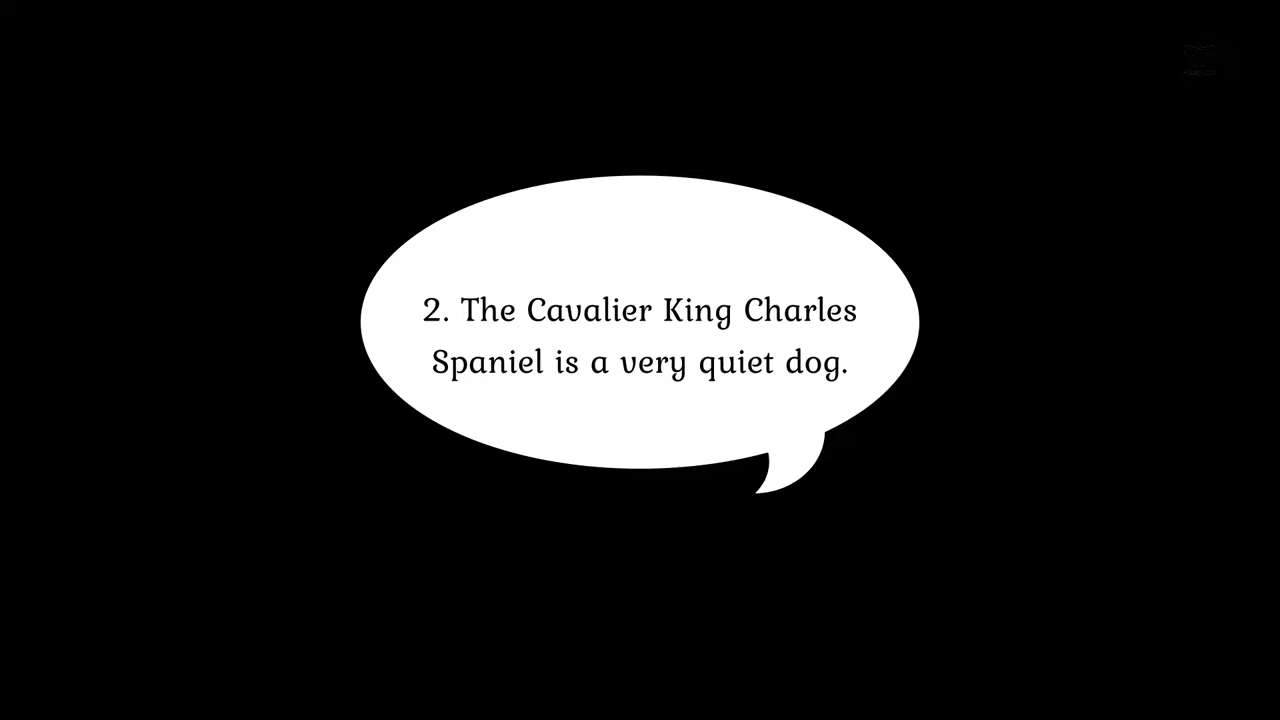 2. The Cavalier King Charles
Spaniel is a very quiet dog.